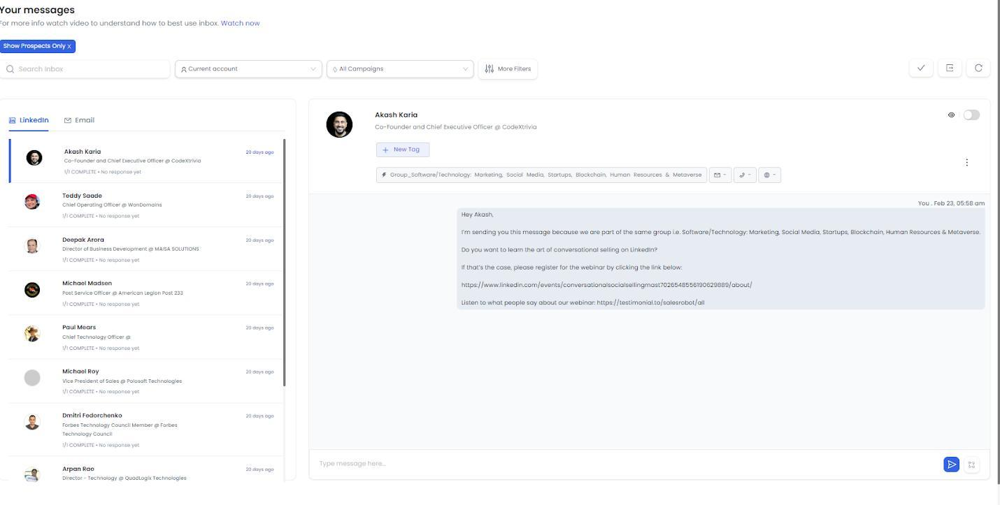 Your messages
For more info watch video to understand how to best use inbox. Watch now
Show Prospects Only x
Search Inbox
Current account
All Campaigns
More Filters
LinkedIn
Email
Akash Karia
20 days ago
Co-Founder and Chief Executive Officer @ CodeXtrivia
1/1 COMPLETE • No response yet
Teddy Saade
20 days ago
Chief Operating Officer @ WonDomains
1/1 COMPLETE • No response yet
Deepak Arora
20 days ago
Director of Business Development @ MAISA SOLUTIONS
1/1 COMPLETE • No response yet
Michael Madsen
20 days ago
Post Service Officer @ American Legion Post 233
1/1 COMPLETE • No response yet
Paul Mears
20 days ago
Chief Technology Officer @
1/1 COMPLETE • No response yet
Michael Roy
20 days ago
Vice President of Sales @ Polosoft Technologies
1/1 COMPLETE • No response yet
Dmitri Fedorchenko
20 days ago
Forbes Technology Council Member @ Forbes
Technology Council
1/1 COMPLETE • No response yet
Arpan Rao
20 days ago
Director - Technology @ QuadLogix Technologies
Akash Karia
Co-Founder and Chief Executive Officer @ CodeXtrivia
+ New Tag
Group_Software/Technology: Marketing, Social Media, Startups, Blockchain, Human Resources & Metaverse
-
-
-
You . Feb 23, 05:58 am
Hey Akash,
I'm sending you this message because we are part of the same group i.e. Software/Technology: Marketing, Social Media, Startups, Blockchain, Human Resources & Metaverse.
Do you want to learn the art of conversational selling on LinkedIn?
If that's the case, please register for the webinar by clicking the link below:
https://www.linkedin.com/events/conversationalsocialsellingmast7026548556190629889/about/
Listen to what people say about our webinar: https://testimonial.to/salesrobot/all
Type message here...